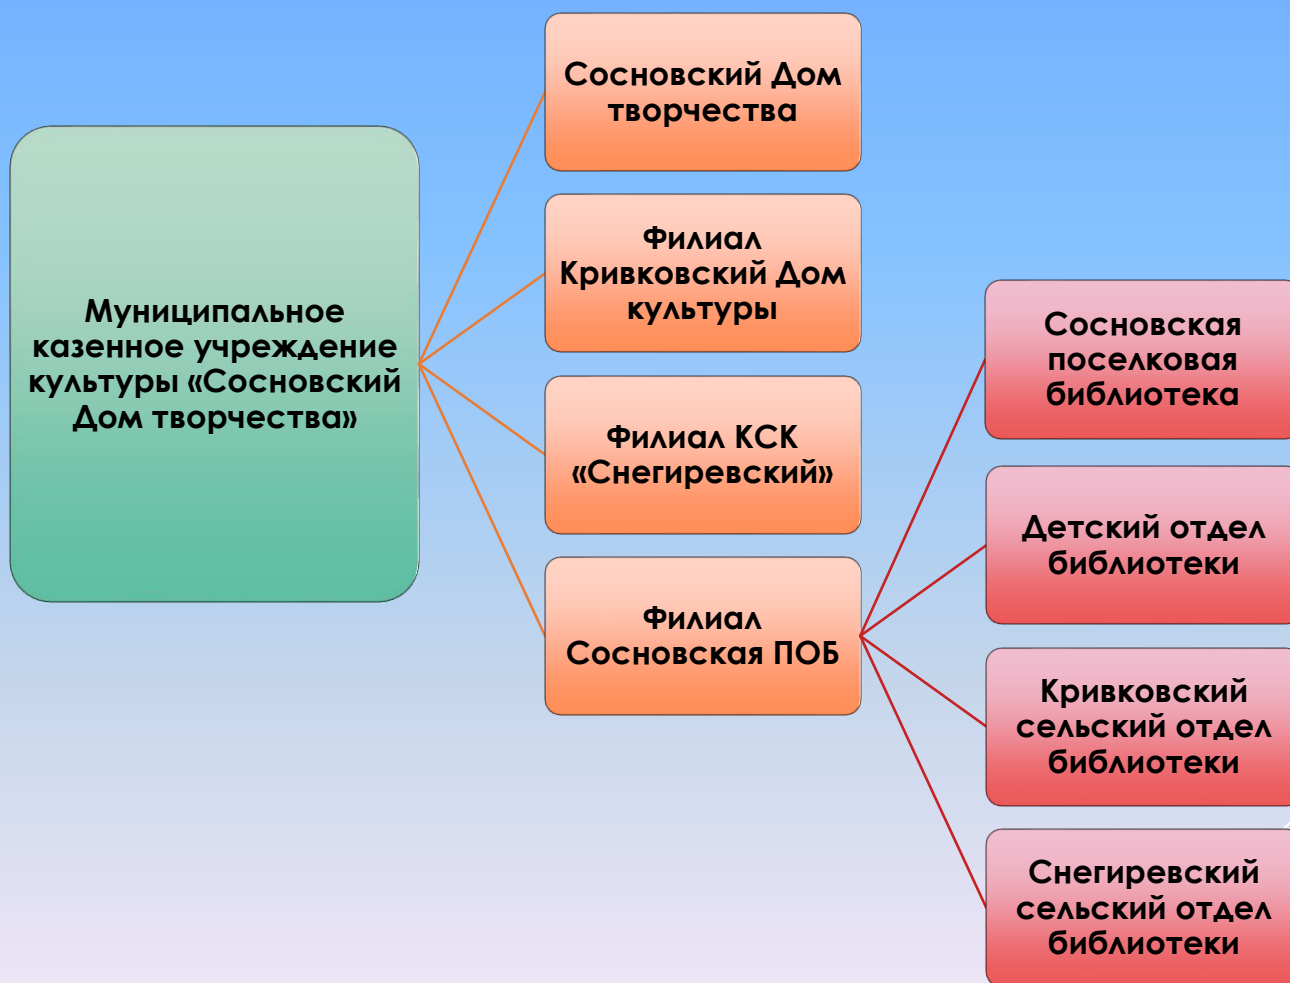 Муниципальное
казенное учреждение
культуры «Сосновский
Дом творчества»
Сосновский Дом
творчества
Филиал
Кривковский Дом
культуры
Филиал КСК
«Снегиревский»
Филиал
Сосновская ПОБ
Сосновская
поселковая
библиотека
Детский отдел
библиотеки
Кривковский
сельский отдел
библиотеки
Снегиревский
сельский отдел
библиотеки